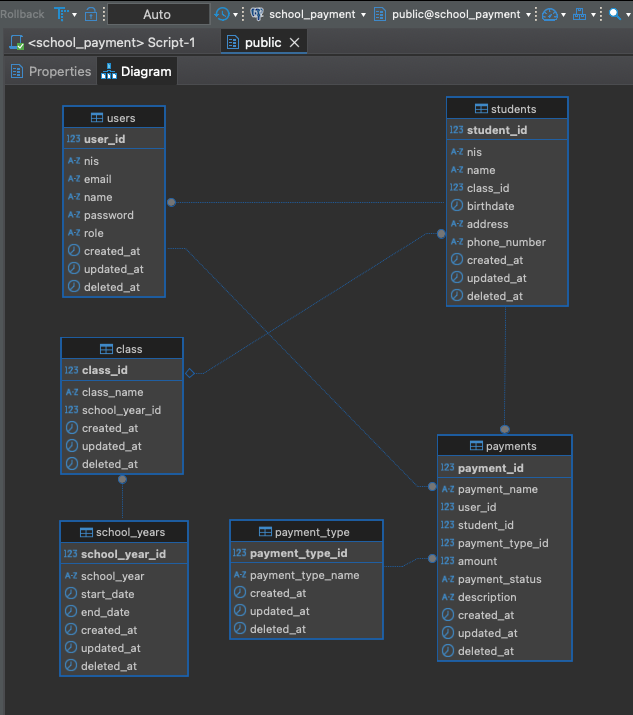 Rollback T Auto school_payment public@school_payment
<school_payment> Script-1 public
Properties Diagram
users
123 user_id
A-Z nis
A-Z email
A-Z name
A-Z password
A-Z role
created_at
updated_at
deleted_at
students
123 student_id
A-Z nis
A-Z name
123 class_id
birthdate
A-Z address
A-Z phone_number
created_at
updated_at
deleted_at
class
123 class_id
A-Z class_name
123 school_year_id
created_at
updated_at
deleted_at
payments
123 payment_id
A-Z payment_name
123 user_id
123 student_id
123 payment_type_id
123 amount
A-Z payment_status
A-Z description
created_at
updated_at
deleted_at
school_years
123 school_year_id
A-Z school_year
start_date
end_date
created_at
updated_at
deleted_at
payment_type
123 payment_type_id
A-Z payment_type_name
created_at
updated_at
deleted_at